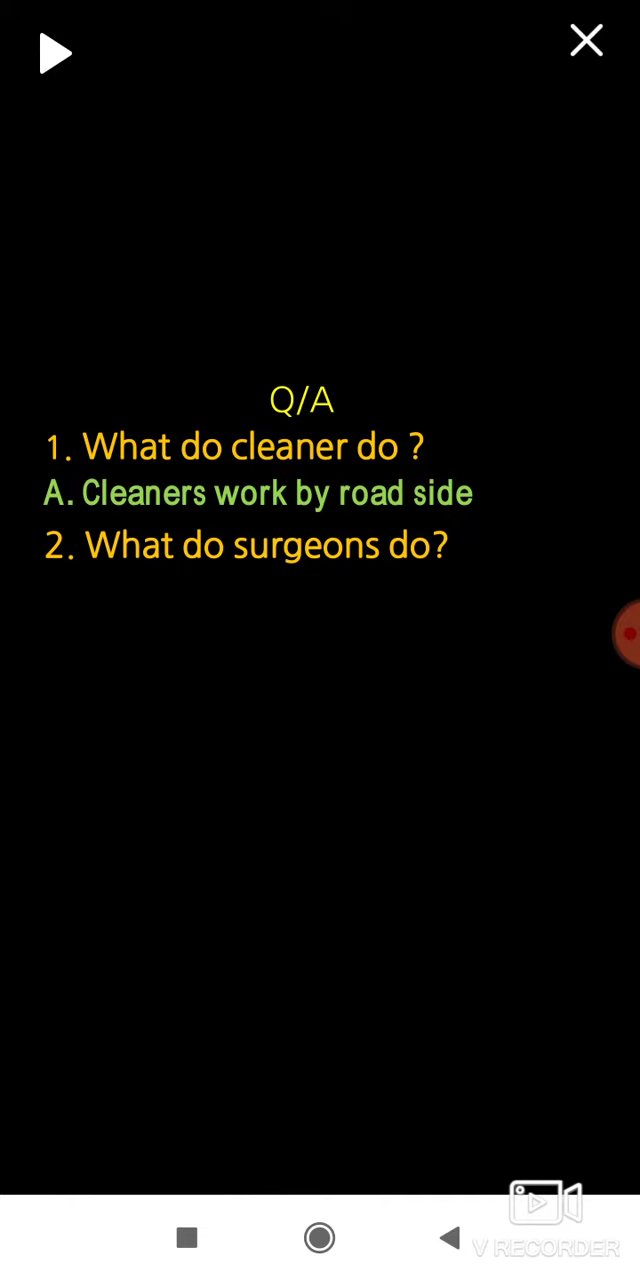 Q/A
1. What do cleaner do ?
A. Cleaners work by road side
2. What do surgeons do?
V RECORDER